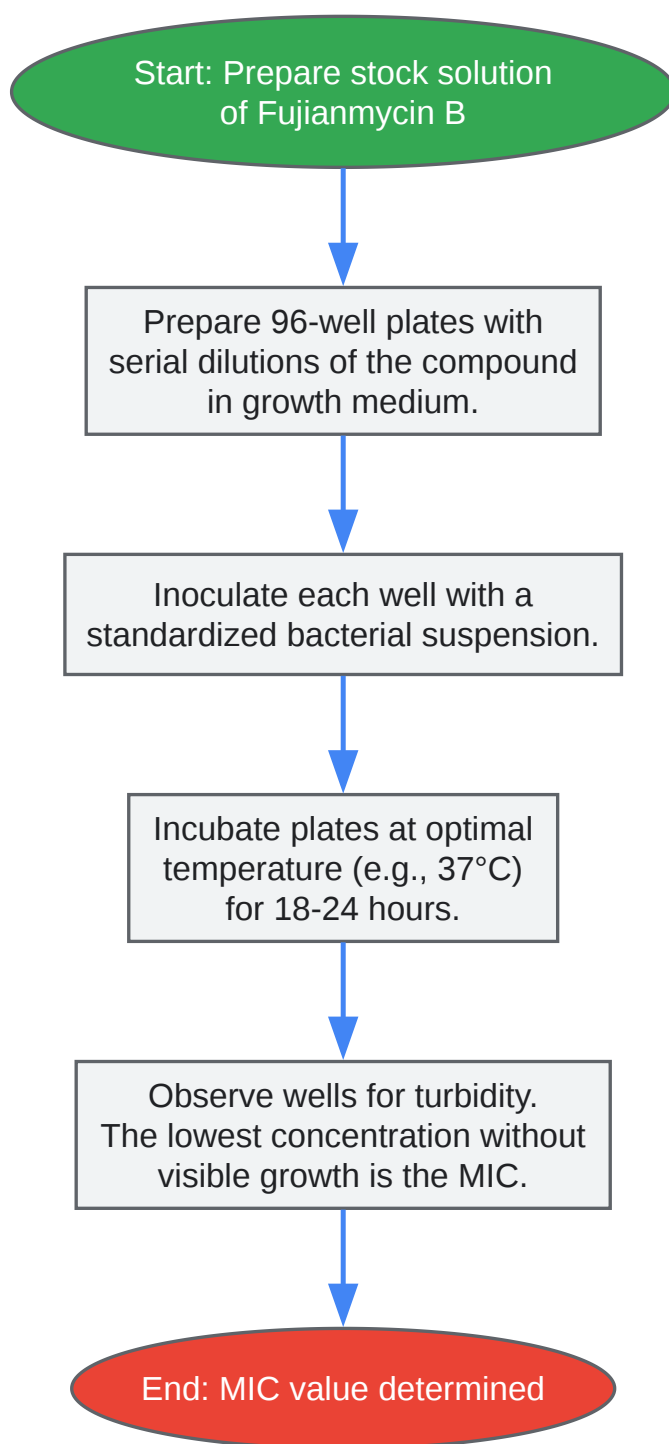 Start: Prepare stock solution
of Fujianmycin B
Prepare 96-well plates with
serial dilutions of the compound
in growth medium.
Inoculate each well with a
standardized bacterial suspension.
Incubate plates at optimal
temperature (e.g., 37°C)
for 18-24 hours.
Observe wells for turbidity.
The lowest concentration without
visible growth is the MIC.
End: MIC value determined